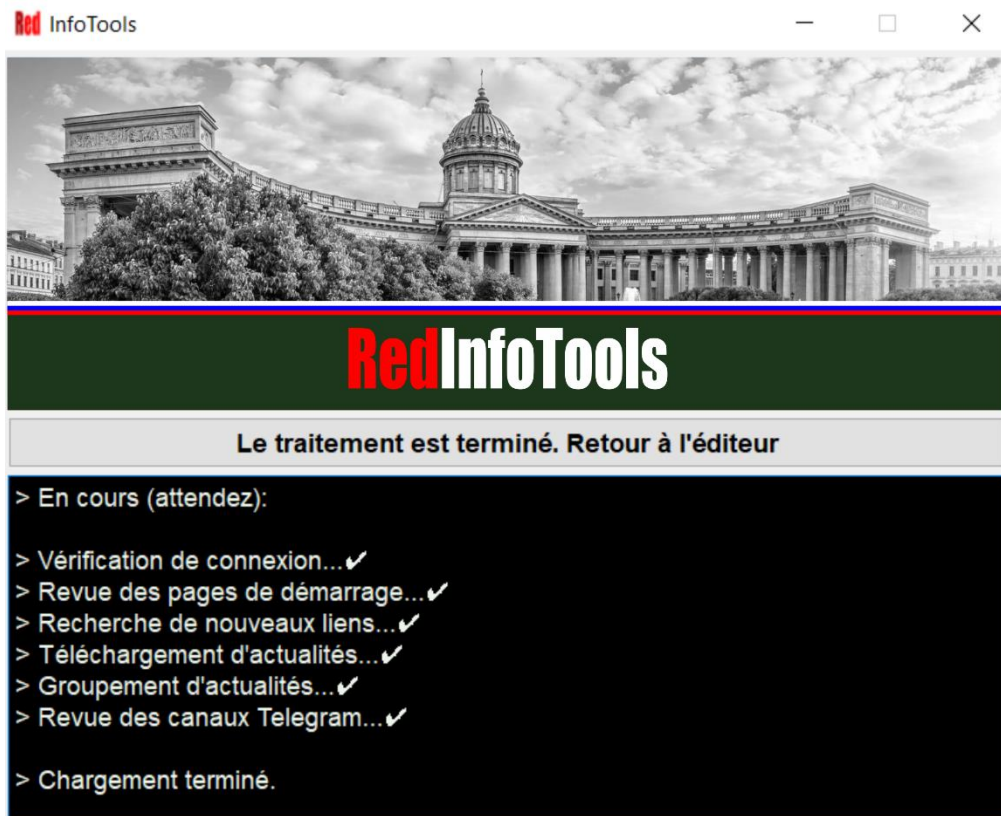 Red InfoTools
RedInfoTools
Le traitement est terminé. Retour à l'éditeur
> En cours (attendez):
> Vérification de connexion...✔
> Revue des pages de démarrage...✔
> Recherche de nouveaux liens...✔
> Téléchargement d'actualités...✔
> Groupement d'actualités...✔
> Revue des canaux Telegram...✔
> Chargement terminé.